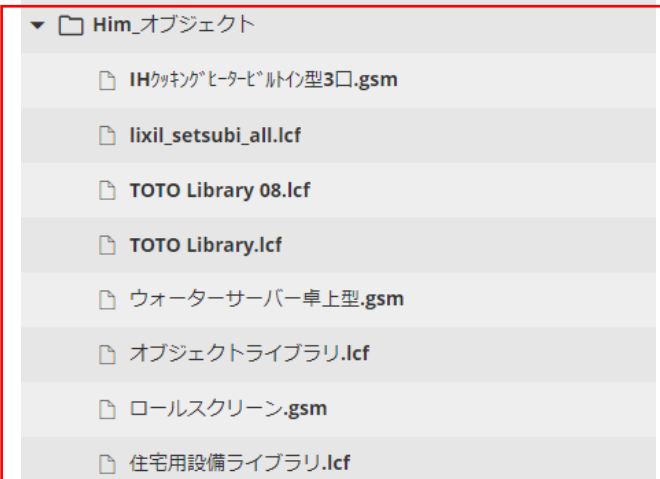 Him_オブジェクト
IHｸｯｷﾝｸﾞﾋｰﾀｰﾋﾞﾙﾄｲﾝ型3口.gsm
lixil_setsubi_all.lcf
TOTO Library 08.lcf
TOTO Library.lcf
ウォーターサーバー卓上型.gsm
オブジェクトライブラリ.lcf
ロールスクリーン.gsm
住宅用設備ライブラリ.lcf